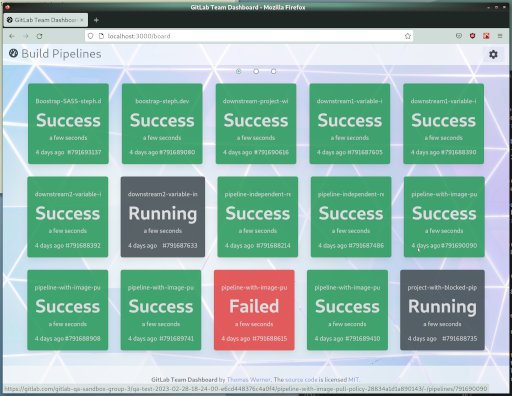 GitLab Team Dashboard - Mozilla Firefox
GitLab Team Dashboard
localhost:3000/board
Build Pipelines
Boostrap-SASS-steph.d
Success
a few seconds
4 days ago #791693137
boostrap-steph.dev
Success
a few seconds
4 days ago #791689080
downstream-project-wi
Success
a few seconds
4 days ago #791690616
downstream1-variable-i
Success
a few seconds
4 days ago #791687605
downstream1-variable-i
Success
a few seconds
4 days ago #791688390
downstream2-variable-i
Success
a few seconds
4 days ago #791688392
downstream2-variable-in
Running
a few seconds
4 days ago #791687633
pipeline-independent-re
Success
a few seconds
4 days ago #791688214
pipeline-independent-re
Success
a few seconds
4 days ago #791687486
pipeline-with-image-pu
Success
a few seconds
4 days ago #791690090
pipeline-with-image-pu
Success
a few seconds
4 days ago #791688908
pipeline-with-image-pu
Success
a few seconds
4 days ago #791689741
pipeline-with-image-pu
Failed
a few seconds
4 days ago #791688615
pipeline-with-image-pu
Success
a few seconds
4 days ago #791689410
project-with-blocked-pip
Running
a few seconds
4 days ago #791688735
GitLab Team Dashboard by Thomas Werner. The source code is licensed MIT.
https://gitlab.com/gitlab-qa-sandbox-group-3/qa-test-2023-02-28-18-24-00-e6cd448376c4a0f4/pipeline-with-image-pull-policy-28834a1d1a890143/-/pipelines/791690090